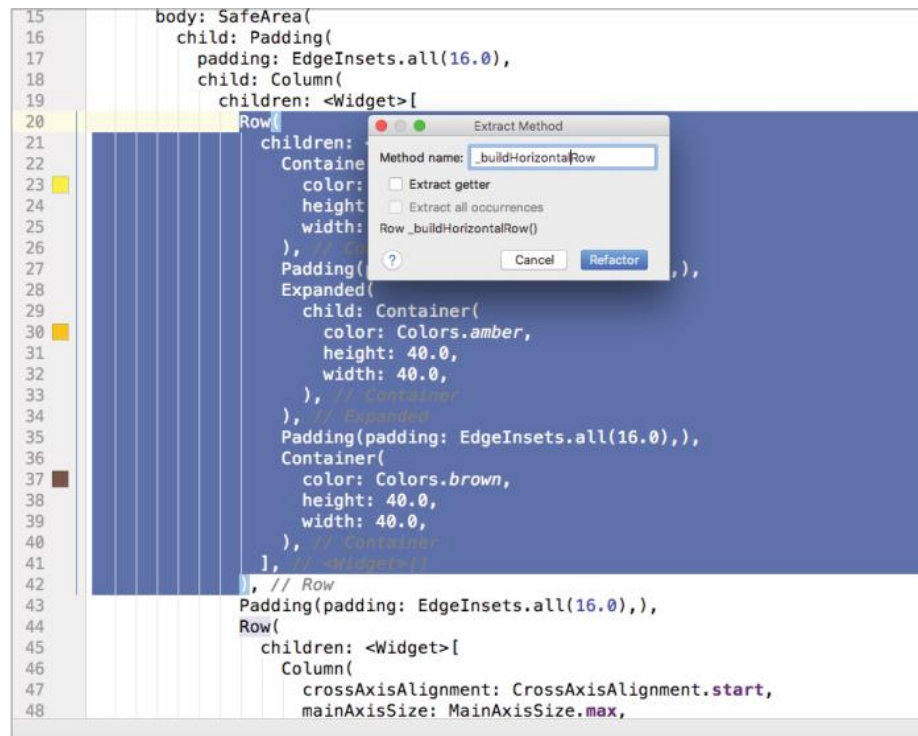 15 body: SafeArea(
16 child: Padding(
17 padding: EdgeInsets.all(16.0),
18 child: Column(
19 children: <Widget>[
20 Row(
21 children:
22 Containe
23 color:
24 height
25 width:
26 ), //
27 Padding( ,),
28 Expanded(
29 child: Container(
30 color: Colors.amber,
31 height: 40.0,
32 width: 40.0,
33 ), // Container
34 ), // Expanded
35 Padding(padding: EdgeInsets.all(16.0),),
36 Container(
37 color: Colors.brown,
38 height: 40.0,
39 width: 40.0,
40 ), // Container
41 ], // <Widget>[]
42 ), // Row
43 Padding(padding: EdgeInsets.all(16.0),),
44 Row(
45 children: <Widget>[
46 Column(
47 crossAxisAlignment: CrossAxisAlignment.start,
48 mainAxisSize: MainAxisSize.max,
Extract Method
Method name: _buildHorizontalRow
Extract getter
Extract all occurrences
Row _buildHorizontalRow()
? Cancel Refactor